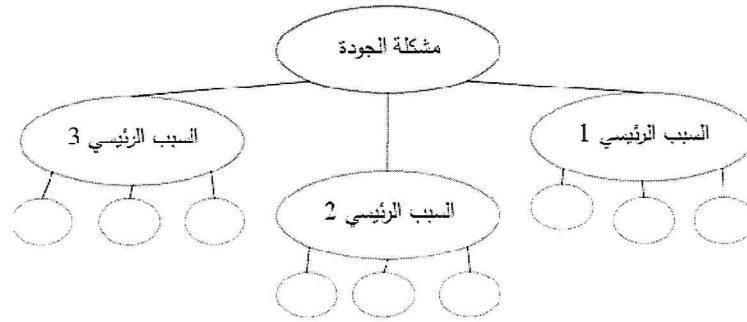 مشكلة الجودة
السبب الرئيسي 1
السبب الرئيسي 3
السبب الرئيسي 2